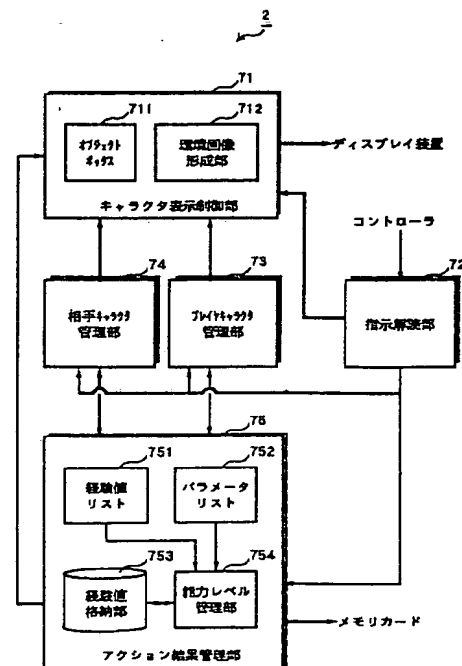 2
71
711
712
オブジェクト
ボックス
環境画像
形成部
ディスプレイ装置
キャラクタ表示制御部
コントローラ
74
73
72
相手キャラクタ
管理部
プレイヤキャラクタ
管理部
指示解読部
75
751
752
経験値
リスト
パラメータ
リスト
753
754
経験値
格納部
能力レベル
管理部
メモリカード
アクション結果管理部